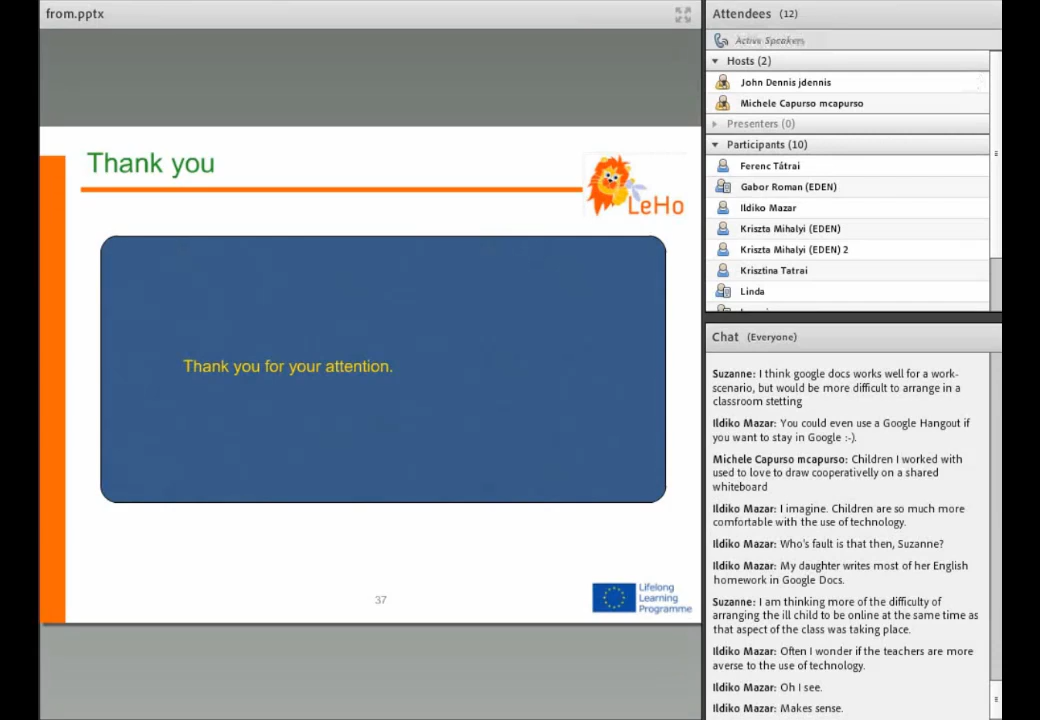 from.pptx
Thank you
LeHo
Thank you for your attention.
37
Lifelong
Learning
Programme
Attendees (12)
Active Speakers
Hosts (2)
John Dennis jdennis
Michele Capurso mcapurso
Presenters (0)
Participants (10)
Ferenc Tátrai
Gabor Roman (EDEN)
Ildiko Mazar
Kriszta Mihalyi (EDEN)
Kriszta Mihalyi (EDEN) 2
Krisztina Tatrai
Linda
Chat (Everyone)
Suzanne: I think google docs works well for a work-
scenario, but would be more difficult to arrange in a
classroom stetting
Ildiko Mazar: You could even use a Google Hangout if
you want to stay in Google :-).
Michele Capurso mcapurso: Children I worked with
used to love to draw cooperativelly on a shared
whiteboard
Ildiko Mazar: I imagine. Children are so much more
comfortable with the use of technology.
Ildiko Mazar: Who's fault is that then, Suzanne?
Ildiko Mazar: My daughter writes most of her English
homework in Google Docs.
Suzanne: I am thinking more of the difficulty of
arranging the ill child to be online at the same time as
that aspect of the class was taking place.
Ildiko Mazar: Often I wonder if the teachers are more
averse to the use of technology.
Ildiko Mazar: Oh I see.
Ildiko Mazar: Makes sense.